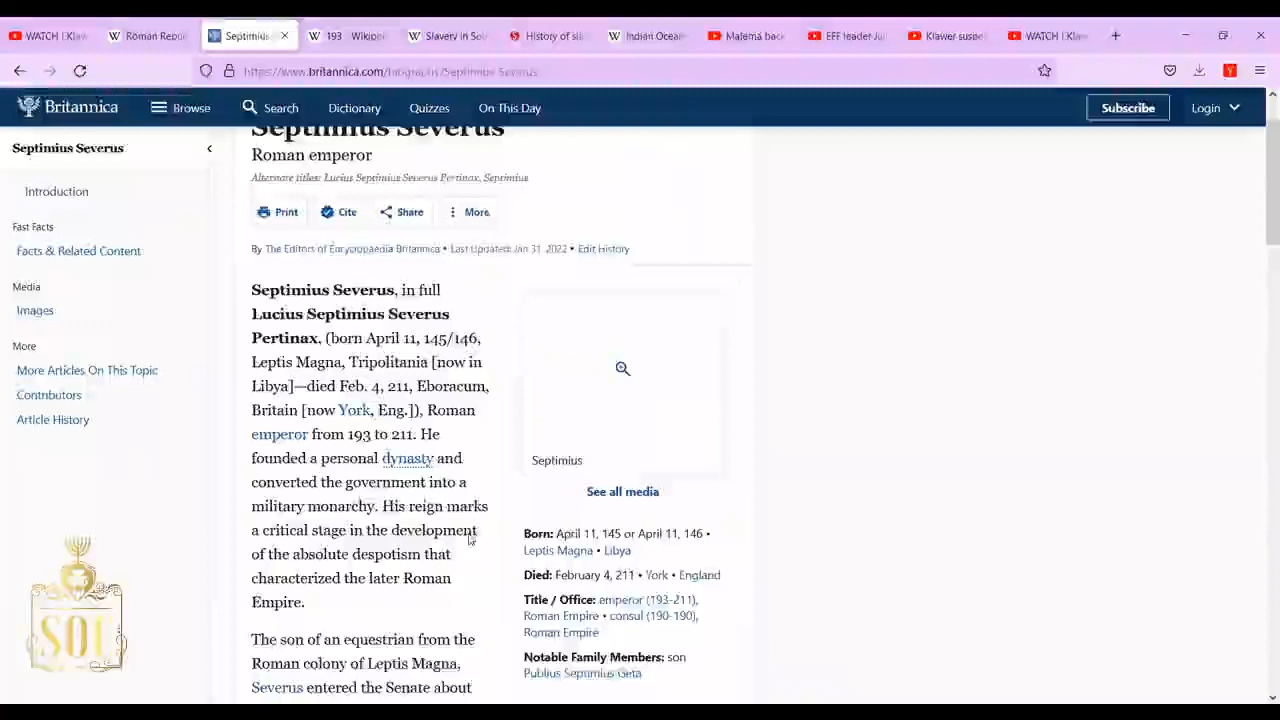 WATCH | Klaw
Roman Repu
Septimius
193 Wikip
Slavery in Sou
History of sla
Indian Ocean
Malema back
EFF leader Ju
Klawer suspe
WATCH | Klaw
https://www.britannica.com/biography/Septimius-Severus
Britannica
Browse
Search
Dictionary
Quizzes
On This Day
Subscribe
Login
Septimius Severus
Introduction
Fast Facts
Facts & Related Content
Media
Images
More
More Articles On This Topic
Contributors
Article History
Septimius Severus
Roman emperor
Alternate titles: Lucius Septimius Severus Pertinax, Septimius
Print
Cite
Share
More
By The Editors of Encyclopaedia Britannica • Last Updated: Jan 31, 2022 • Edit History
Septimius Severus, in full
Lucius Septimius Severus
Pertinax, (born April 11, 145/146,
Leptis Magna, Tripolitania [now in
Libya]—died Feb. 4, 211, Eboracum,
Britain [now York, Eng.]), Roman
emperor from 193 to 211. He
founded a personal dynasty and
converted the government into a
military monarchy. His reign marks
a critical stage in the development
of the absolute despotism that
characterized the later Roman
Empire.
The son of an equestrian from the
Roman colony of Leptis Magna,
Severus entered the Senate about
Septimius
See all media
Born: April 11, 145 or April 11, 146 •
Leptis Magna • Libya
Died: February 4, 211 • York • England
Title / Office: emperor (193-211),
Roman Empire • consul (190-190),
Roman Empire
Notable Family Members: son
Publius Septimius Geta